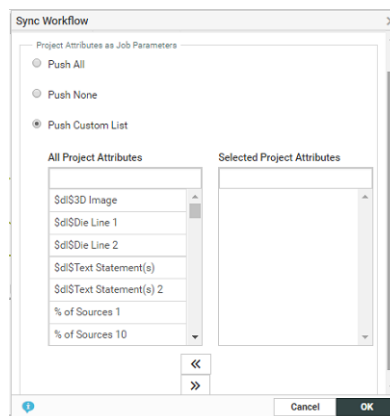 Sync Workflow
Project Attributes as Job Parameters
Push All
Push None
Push Custom List
All Project Attributes
Selected Project Attributes
$dl$3D Image
$dl$Die Line 1
$dl$Die Line 2
$dl$Text Statement(s)
$dl$Text Statement(s) 2
% of Sources 1
% of Sources 10
«
»
Cancel
OK